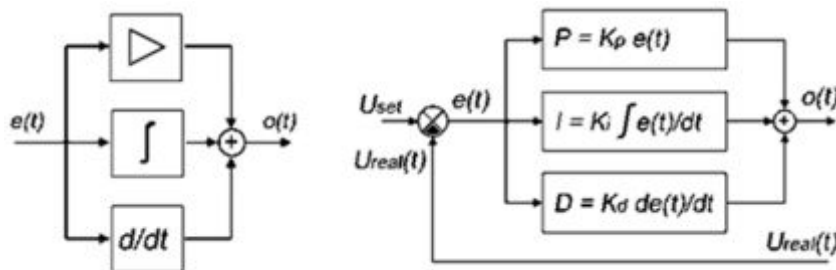 e(t)
∫
d/dt
+
o(t)
Uset
e(t)
Ureal(t)
P = Kp e(t)
I = Ki ∫ e(t)/dt
D = Kd de(t)/dt
+
o(t)
Ureal(t)